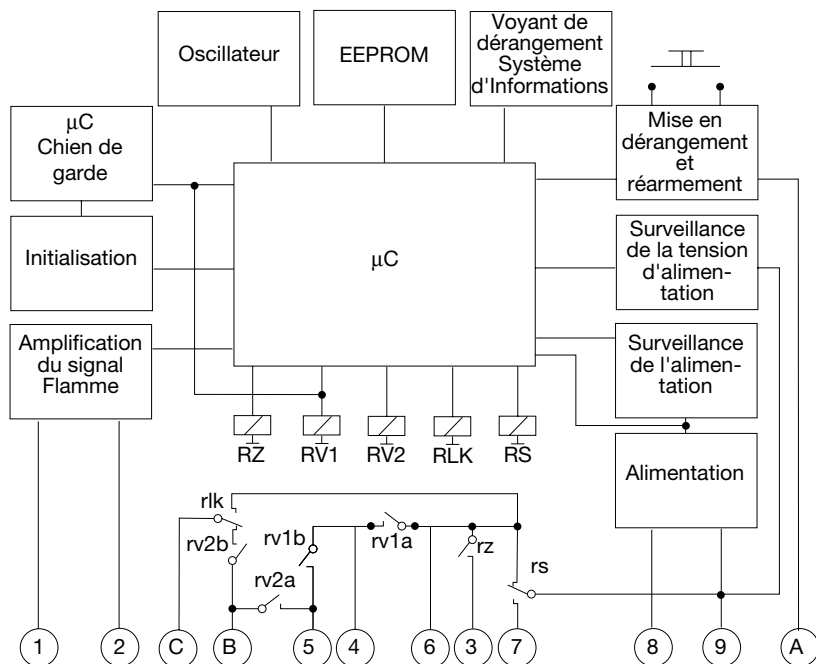 Oscillateur
EEPROM
Voyant de
dérangement
Système
d'Informations
µC
Chien de
garde
Mise en
dérangement
et
réarmement
Initialisation
µC
Surveillance
de la tension
d'alimen-
tation
Amplification
du signal
Flamme
Surveillance
de l'alimen-
tation
RZ RV1 RV2 RLK RS
Alimentation
rlk
rv2b
rv1b
rv1a
rz
rs
rv2a
1 2 C B 5 4 6 3 7 8 9 A